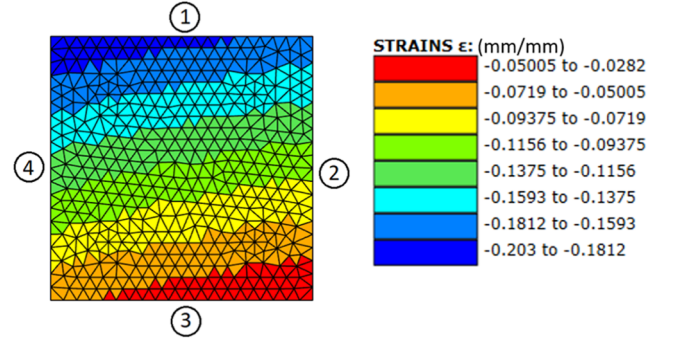 1
STRAINS ε: (mm/mm)
-0.05005 to -0.0282
-0.0719 to -0.05005
-0.09375 to -0.0719
-0.1156 to -0.09375
-0.1375 to -0.1156
-0.1593 to -0.1375
-0.1812 to -0.1593
-0.203 to -0.1812
4
2
3